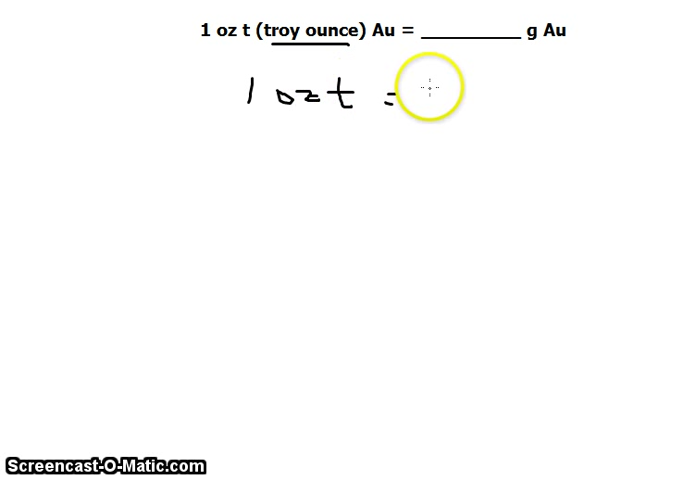 1 oz t (troy ounce) Au = __________ g Au
1 oz t =
Screencast-O-Matic.com